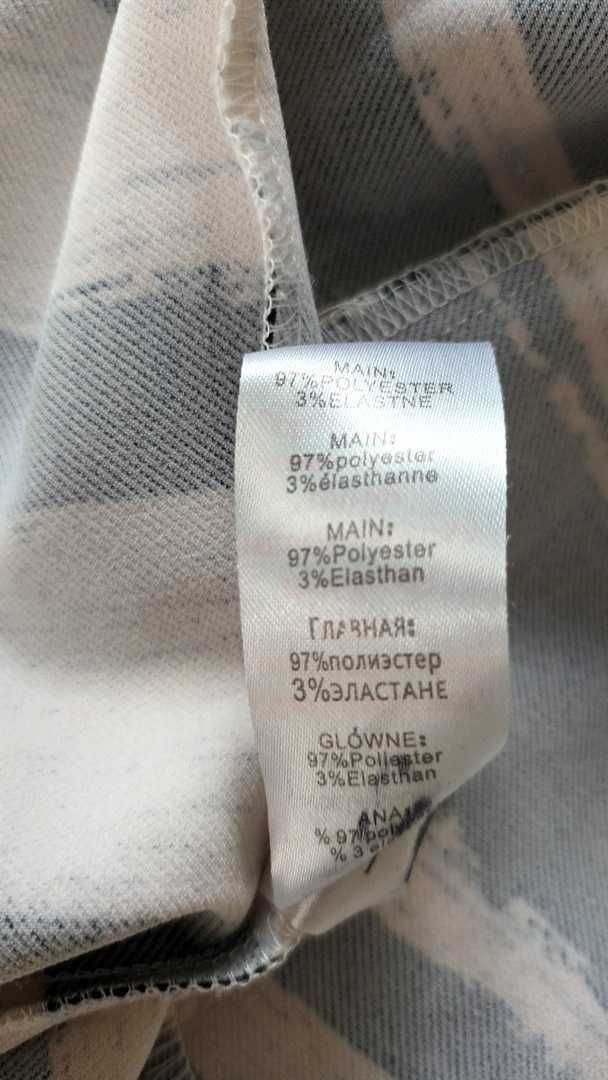 MAIN:
97%POLYESTER
3%ELASTNE
MAIN:
97%polyester
3%élasthanne
MAIN:
97%Polyester
3%Elasthan
ГЛАВНАЯ:
97%полиэстер
3%ЭЛАСТАНЕ
GLÓWNE:
97%Poliester
3%Elasthan
ANA:
% 97
% 3